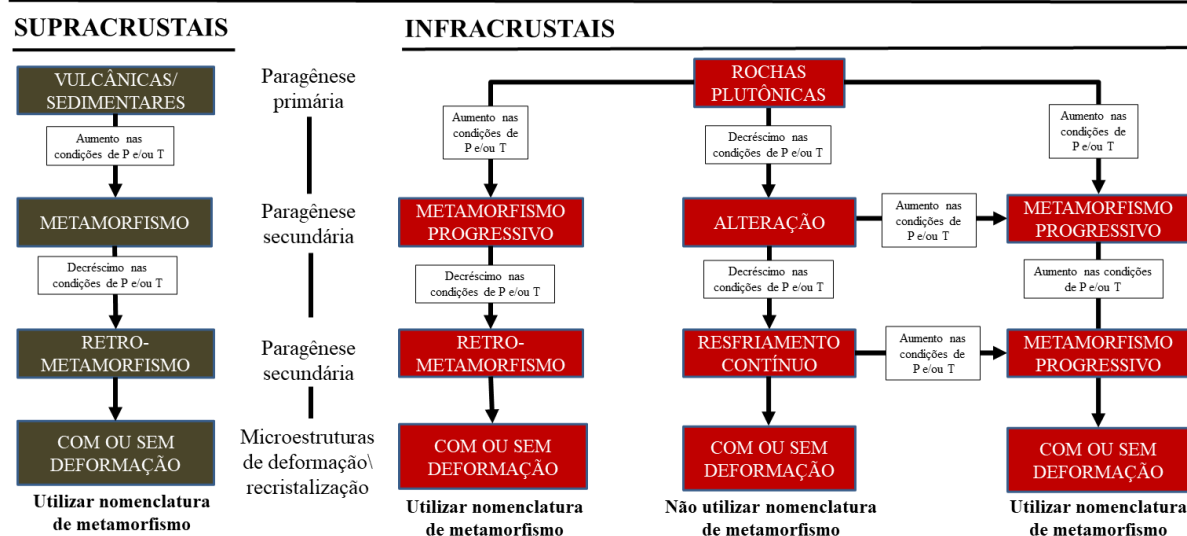 SUPRACRUSTAIS
INFRACRUSTAIS
VULCÂNICAS/
SEDIMENTARES
Aumento nas
condições de P e/ou T
METAMORFISMO
Decréscimo nas
condições de P e/ou T
RETRO-
METAMORFISMO
COM OU SEM
DEFORMAÇÃO
Utilizar nomenclatura
de metamorfismo
Paragênese
primária
Paragênese
secundária
Paragênese
secundária
Microestruturas
de deformação\
recristalização
ROCHAS
PLUTÔNICAS
Aumento nas
condições de
P e/ou T
METAMORFISMO
PROGRESSIVO
Decréscimo nas
condições de P e/ou T
RETRO-
METAMORFISMO
COM OU SEM
DEFORMAÇÃO
Utilizar nomenclatura
de metamorfismo
Decréscimo nas
condições de P e/ou T
ALTERAÇÃO
Decréscimo nas
condições de P e/ou T
RESFRIAMENTO
CONTÍNUO
COM OU SEM
DEFORMAÇÃO
Não utilizar nomenclatura
de metamorfismo
Aumento nas
condições de
P e/ou T
Aumento nas
condições de
P e/ou T
Aumento nas
condições de
P e/ou T
METAMORFISMO
PROGRESSIVO
Aumento nas condições
de P e/ou T
METAMORFISMO
PROGRESSIVO
COM OU SEM
DEFORMAÇÃO
Utilizar nomenclatura
de metamorfismo